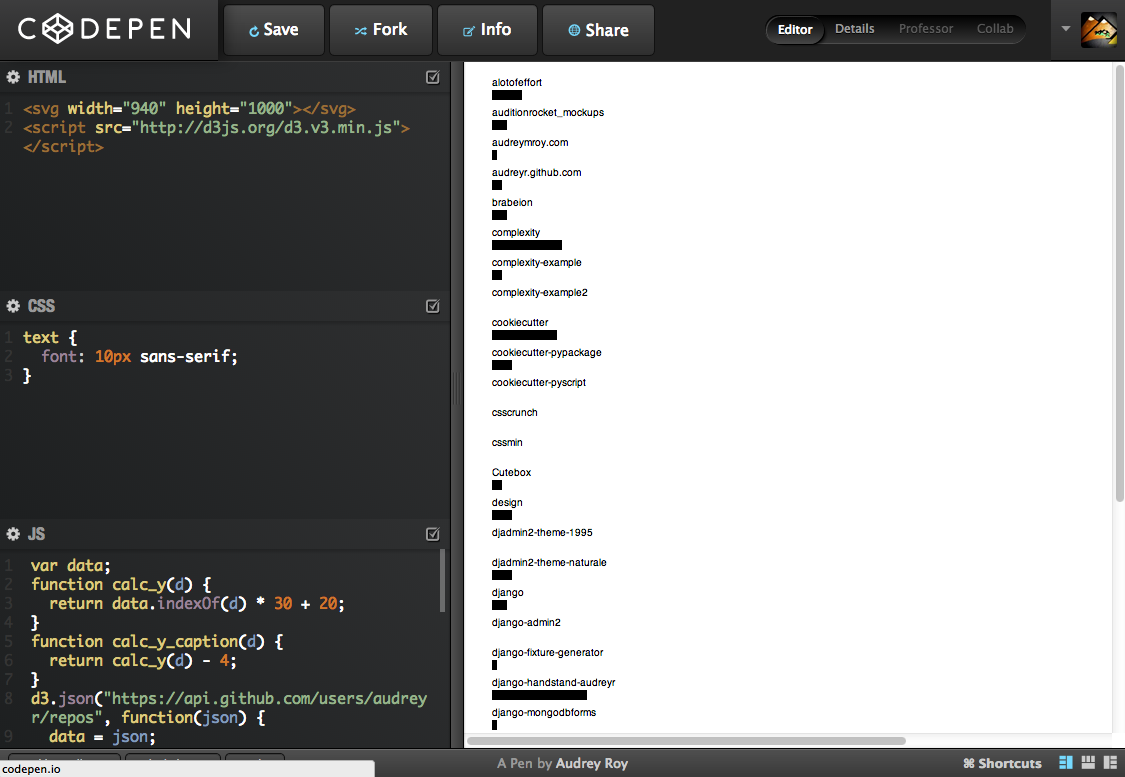 CODEPEN
Save
Fork
Info
Share
Editor
Details
Professor
Collab
HTML
1 <svg width="940" height="1000"></svg>
2 <script src="http://d3js.org/d3.v3.min.js">
</script>
CSS
1 text {
2 font: 10px sans-serif;
3 }
JS
1 var data;
2 function calc_y(d) {
3 return data.indexOf(d) * 30 + 20;
4 }
5 function calc_y_caption(d) {
6 return calc_y(d) - 4;
7 }
8 d3.json("https://api.github.com/users/audrey
r/repos", function(json) {
9 data = json;
alotofeffort
auditionrocket_mockups
audreymroy.com
audreyr.github.com
brabeion
complexity
complexity-example
complexity-example2
cookiecutter
cookiecutter-pypackage
cookiecutter-pyscript
csscrunch
cssmin
Cutebox
design
djadmin2-theme-1995
djadmin2-theme-naturale
django
django-admin2
django-fixture-generator
django-handstand-audreyr
django-mongodbforms
codepen.io
A Pen by Audrey Roy
⌘ Shortcuts